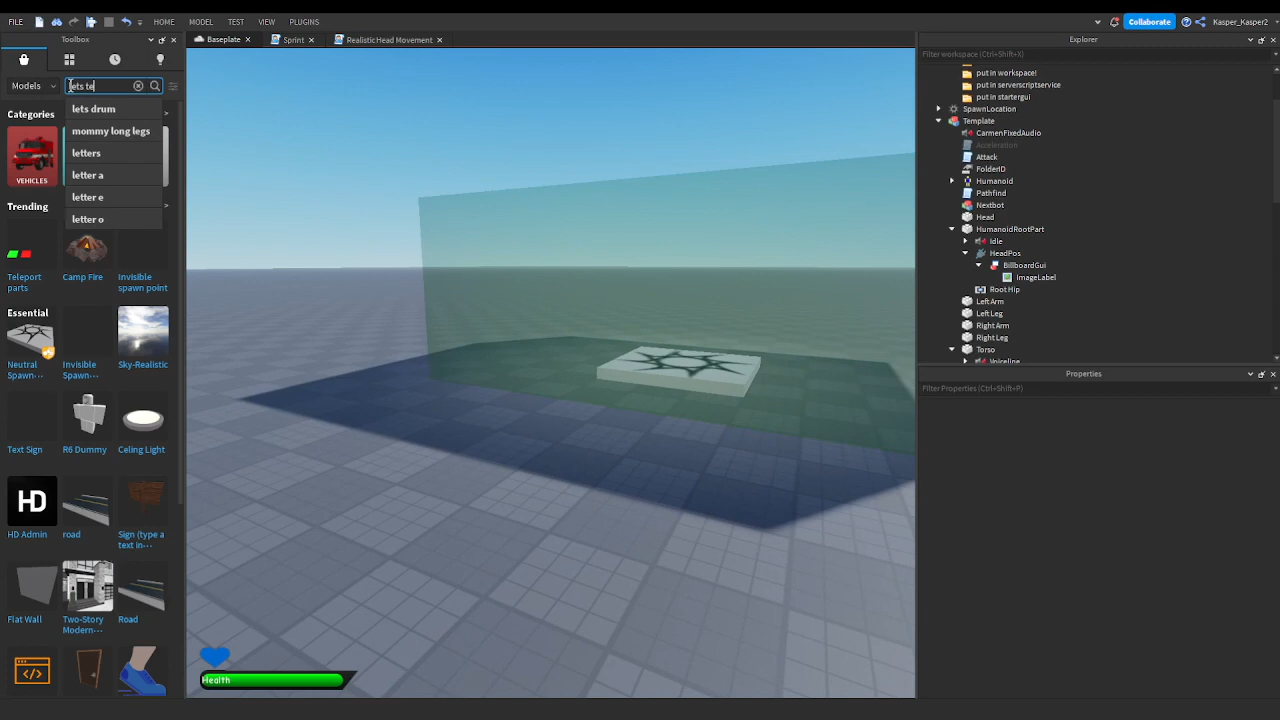 FILE
HOME
MODEL
TEST
VIEW
PLUGINS
Collaborate
Kasper_Kasper2
Toolbox
Baseplate
Sprint
RealisticHead Movement
Explorer
Models
lets te
Filter workspace (Ctrl+Shift+X)
lets drum
mommy long legs
letters
letter a
letter e
letter o
Categories
VEHICLES
Trending
Teleport parts
Camp Fire
Invisible spawn point
Essential
Neutral Spawn···
Invisible Spawn···
Sky-Realistic
Text Sign
R6 Dummy
Celing Light
HD
HD Admin
road
Sign (type a text in···
Flat Wall
Two-Story Modern-···
Road
Health
put in workspace!
put in serverscriptservice
put in startergui
SpawnLocation
Template
CarmenFixedAudio
Acceleration
Attack
FolderID
Humanoid
Pathfind
Nextbot
Head
HumanoidRootPart
Idle
HeadPos
BillboardGui
ImageLabel
Root Hip
Left Arm
Left Leg
Right Arm
Right Leg
Torso
Voiceline
Properties
Filter Properties (Ctrl+Shift+P)